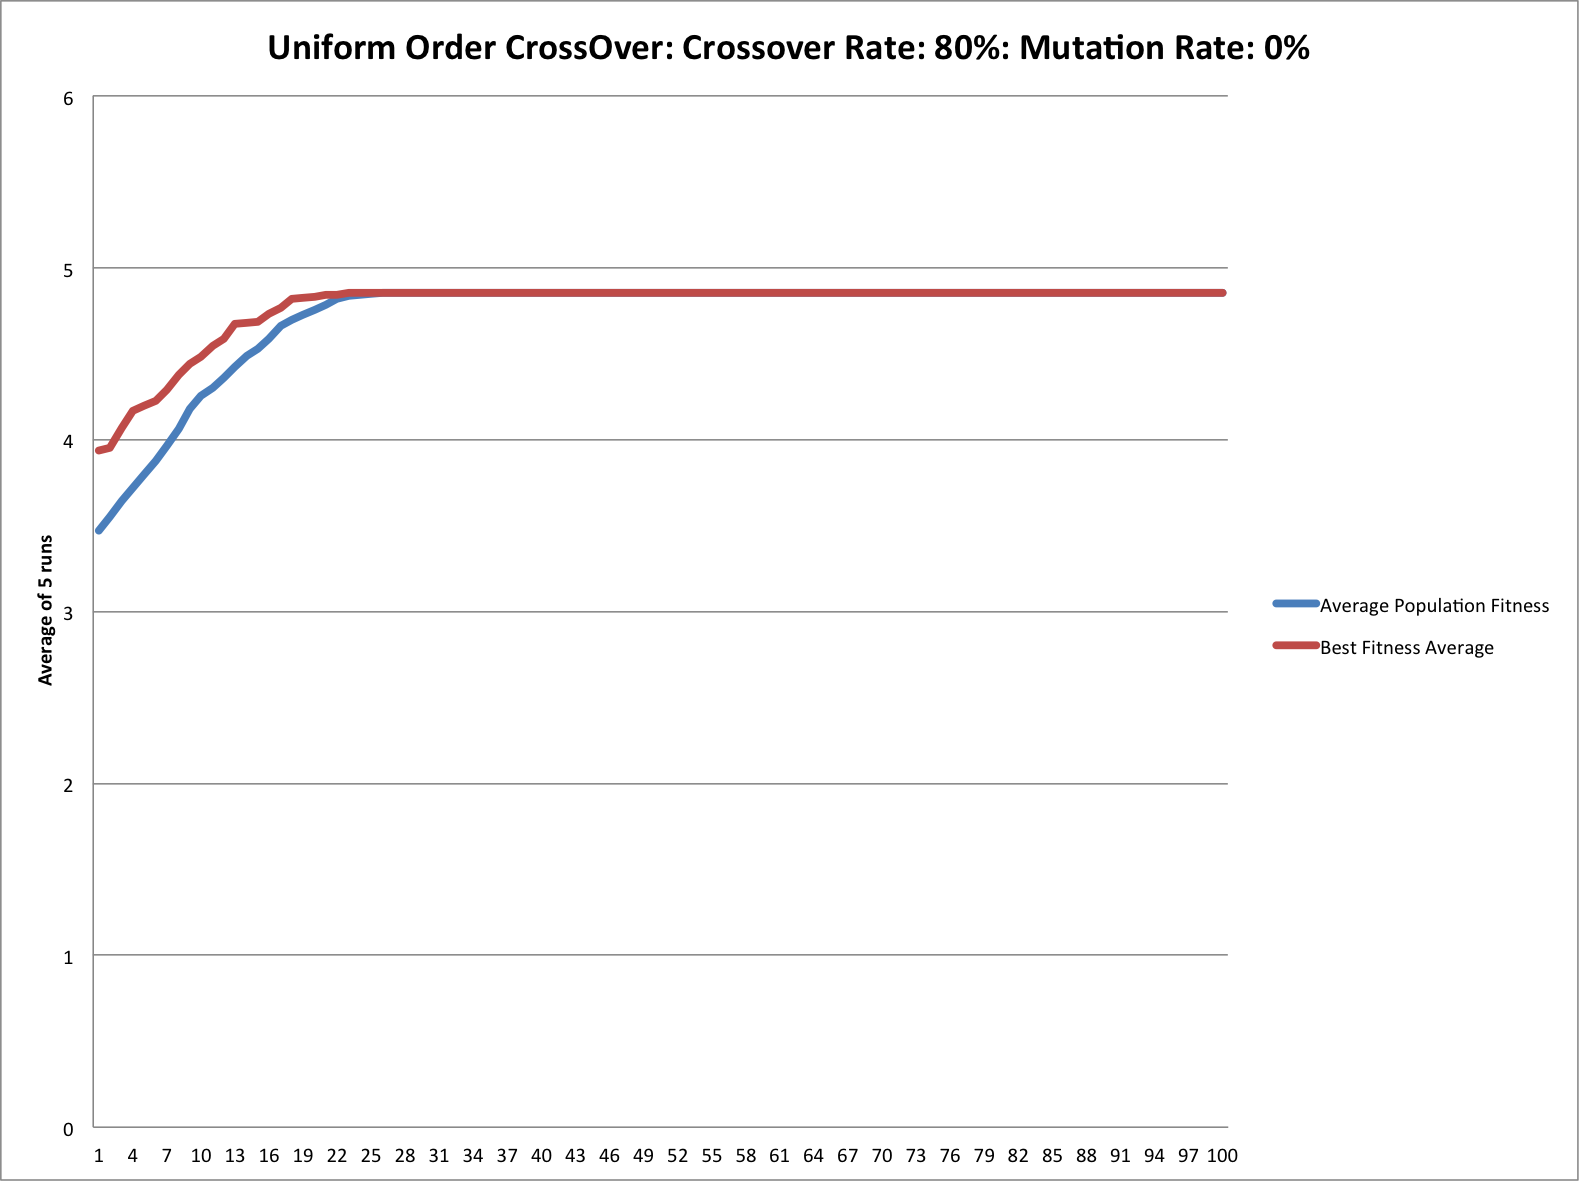 Uniform Order CrossOver: Crossover Rate: 80%: Mutation Rate: 0%
6
5
4
3
2
1
0
Average of 5 runs
1 4 7 10 13 16 19 22 25 28 31 34 37 40 43 46 49 52 55 58 61 64 67 70 73 76 79 82 85 88 91 94 97 100
Average Population Fitness
Best Fitness Average